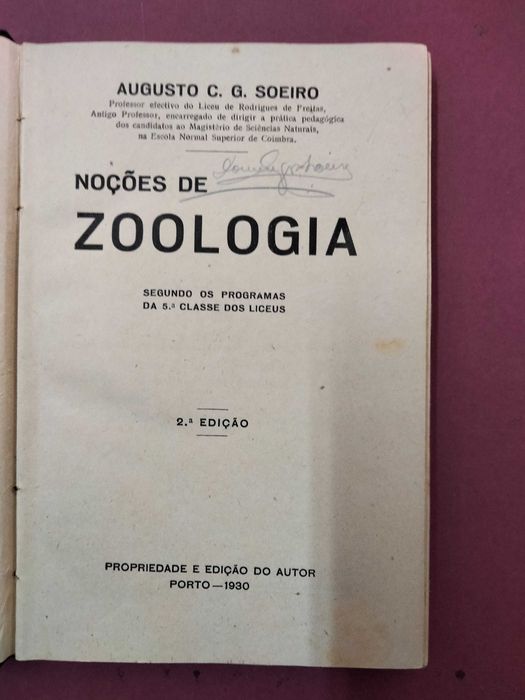 AUGUSTO C. G. SOEIRO
Professor efectivo do Liceu de Rodrigues de Freitas,
Antigo Professor, encarregado de dirigir a prática pedagógica
dos candidatos ao Magistério de Sciências Naturais,
na Escola Normal Superior de Coimbra.
NOÇÕES DE
ZOOLOGIA
SEGUNDO OS PROGRAMAS
DA 5.ª CLASSE DOS LICEUS
2.ª EDIÇÃO
PROPRIEDADE E EDIÇÃO DO AUTOR
PORTO—1930